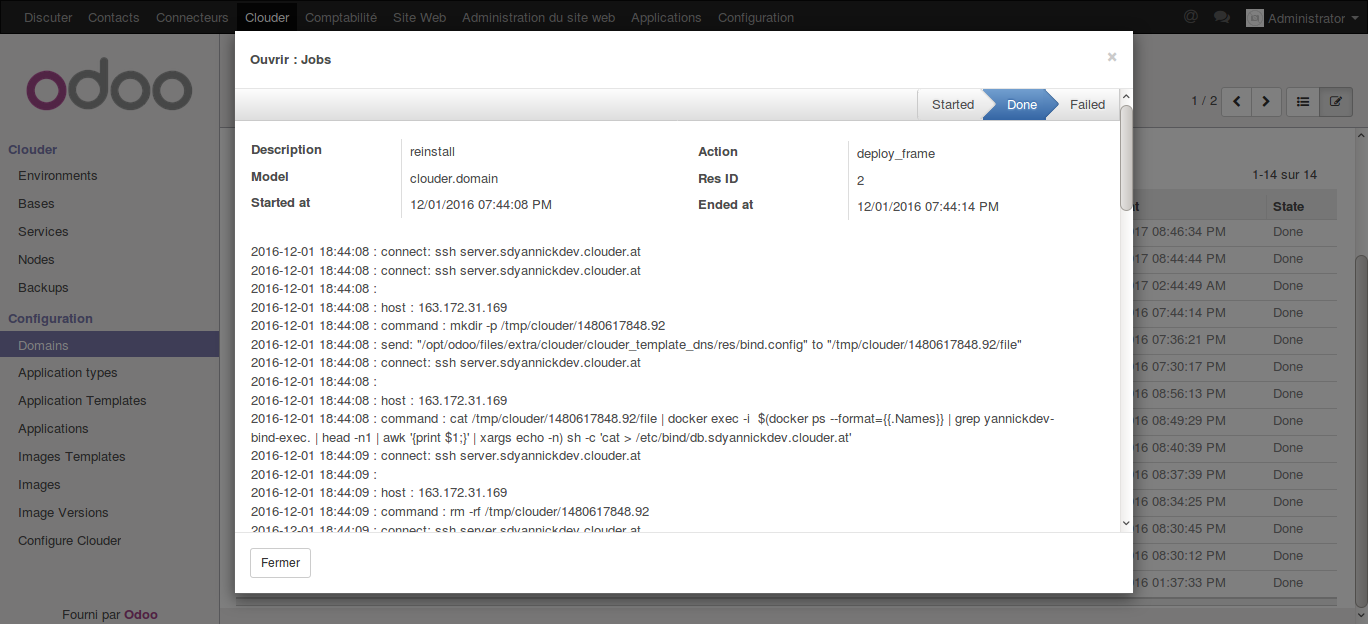 Discuter Contacts Connecteurs Clouder Comptabilité Site Web Administration du site web Applications Configuration @ Administrator
odoo
Clouder
Environments
Bases
Services
Nodes
Backups
Configuration
Domains
Application types
Application Templates
Applications
Images Templates
Images
Image Versions
Configure Clouder
Fourni par Odoo
Ouvrir : Jobs ×
Started Done Failed
Description reinstall Action deploy_frame
Model clouder.domain Res ID 2
Started at 12/01/2016 07:44:08 PM Ended at 12/01/2016 07:44:14 PM
2016-12-01 18:44:08 : connect: ssh server.sdyannickdev.clouder.at
2016-12-01 18:44:08 : connect: ssh server.sdyannickdev.clouder.at
2016-12-01 18:44:08 :
2016-12-01 18:44:08 : host : 163.172.31.169
2016-12-01 18:44:08 : command : mkdir -p /tmp/clouder/1480617848.92
2016-12-01 18:44:08 : send: "/opt/odoo/files/extra/clouder/clouder_template_dns/res/bind.config" to "/tmp/clouder/1480617848.92/file"
2016-12-01 18:44:08 : connect: ssh server.sdyannickdev.clouder.at
2016-12-01 18:44:08 :
2016-12-01 18:44:08 : host : 163.172.31.169
2016-12-01 18:44:08 : command : cat /tmp/clouder/1480617848.92/file | docker exec -i $(docker ps --format={{.Names}} | grep yannickdev-
bind-exec. | head -n1 | awk '{print $1;}' | xargs echo -n) sh -c 'cat > /etc/bind/db.sdyannickdev.clouder.at'
2016-12-01 18:44:09 : connect: ssh server.sdyannickdev.clouder.at
2016-12-01 18:44:09 :
2016-12-01 18:44:09 : host : 163.172.31.169
2016-12-01 18:44:09 : command : rm -rf /tmp/clouder/1480617848.92
2016-12-01 18:44:09 : connect: ssh server.sdyannickdev.clouder.at
Fermer
1 / 2
1-14 sur 14
t State
17 08:46:34 PM Done
17 08:44:44 PM Done
17 02:44:49 AM Done
16 07:44:14 PM Done
16 07:36:21 PM Done
16 07:30:17 PM Done
16 08:56:13 PM Done
16 08:49:29 PM Done
16 08:40:39 PM Done
16 08:37:39 PM Done
16 08:34:25 PM Done
16 08:30:45 PM Done
16 08:30:12 PM Done
16 01:37:33 PM Done